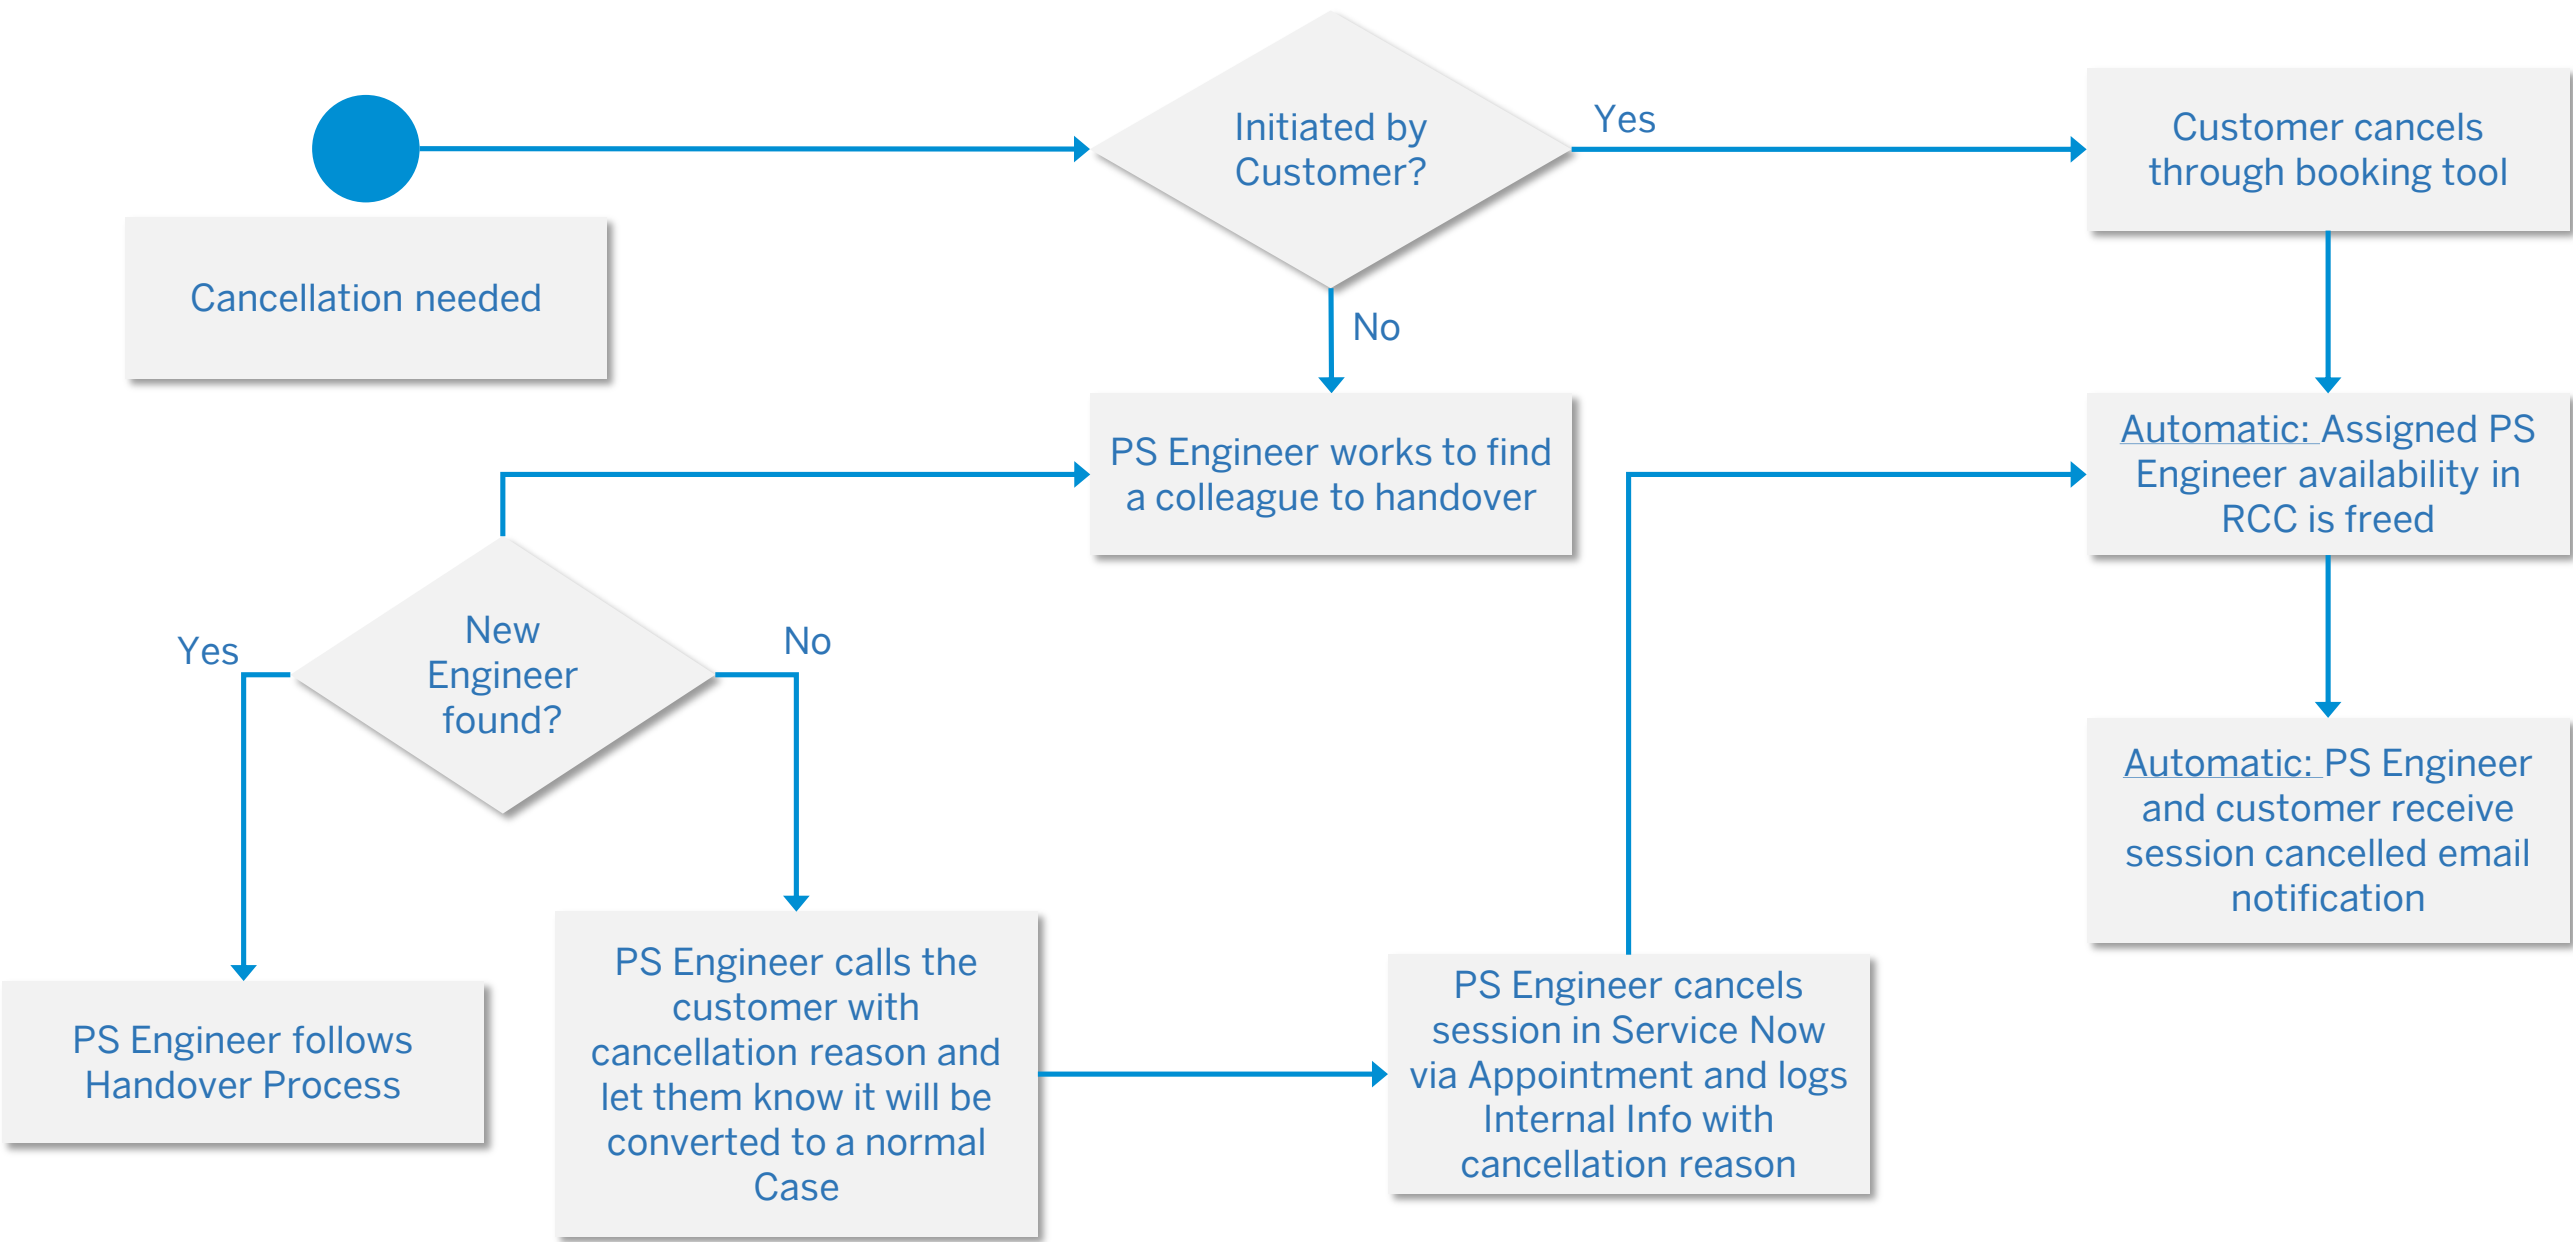 Initiated by
Customer?
Yes
Customer cancels
through booking tool
Cancellation needed
No
PS Engineer works to find
a colleague to handover
Automatic: Assigned PS
Engineer availability in
RCC is freed
Yes
New
Engineer
found?
No
Automatic: PS Engineer
and customer receive
session cancelled email
notification
PS Engineer follows
Handover Process
PS Engineer calls the
customer with
cancellation reason and
let them know it will be
converted to a normal
Case
PS Engineer cancels
session in Service Now
via Appointment and logs
Internal Info with
cancellation reason